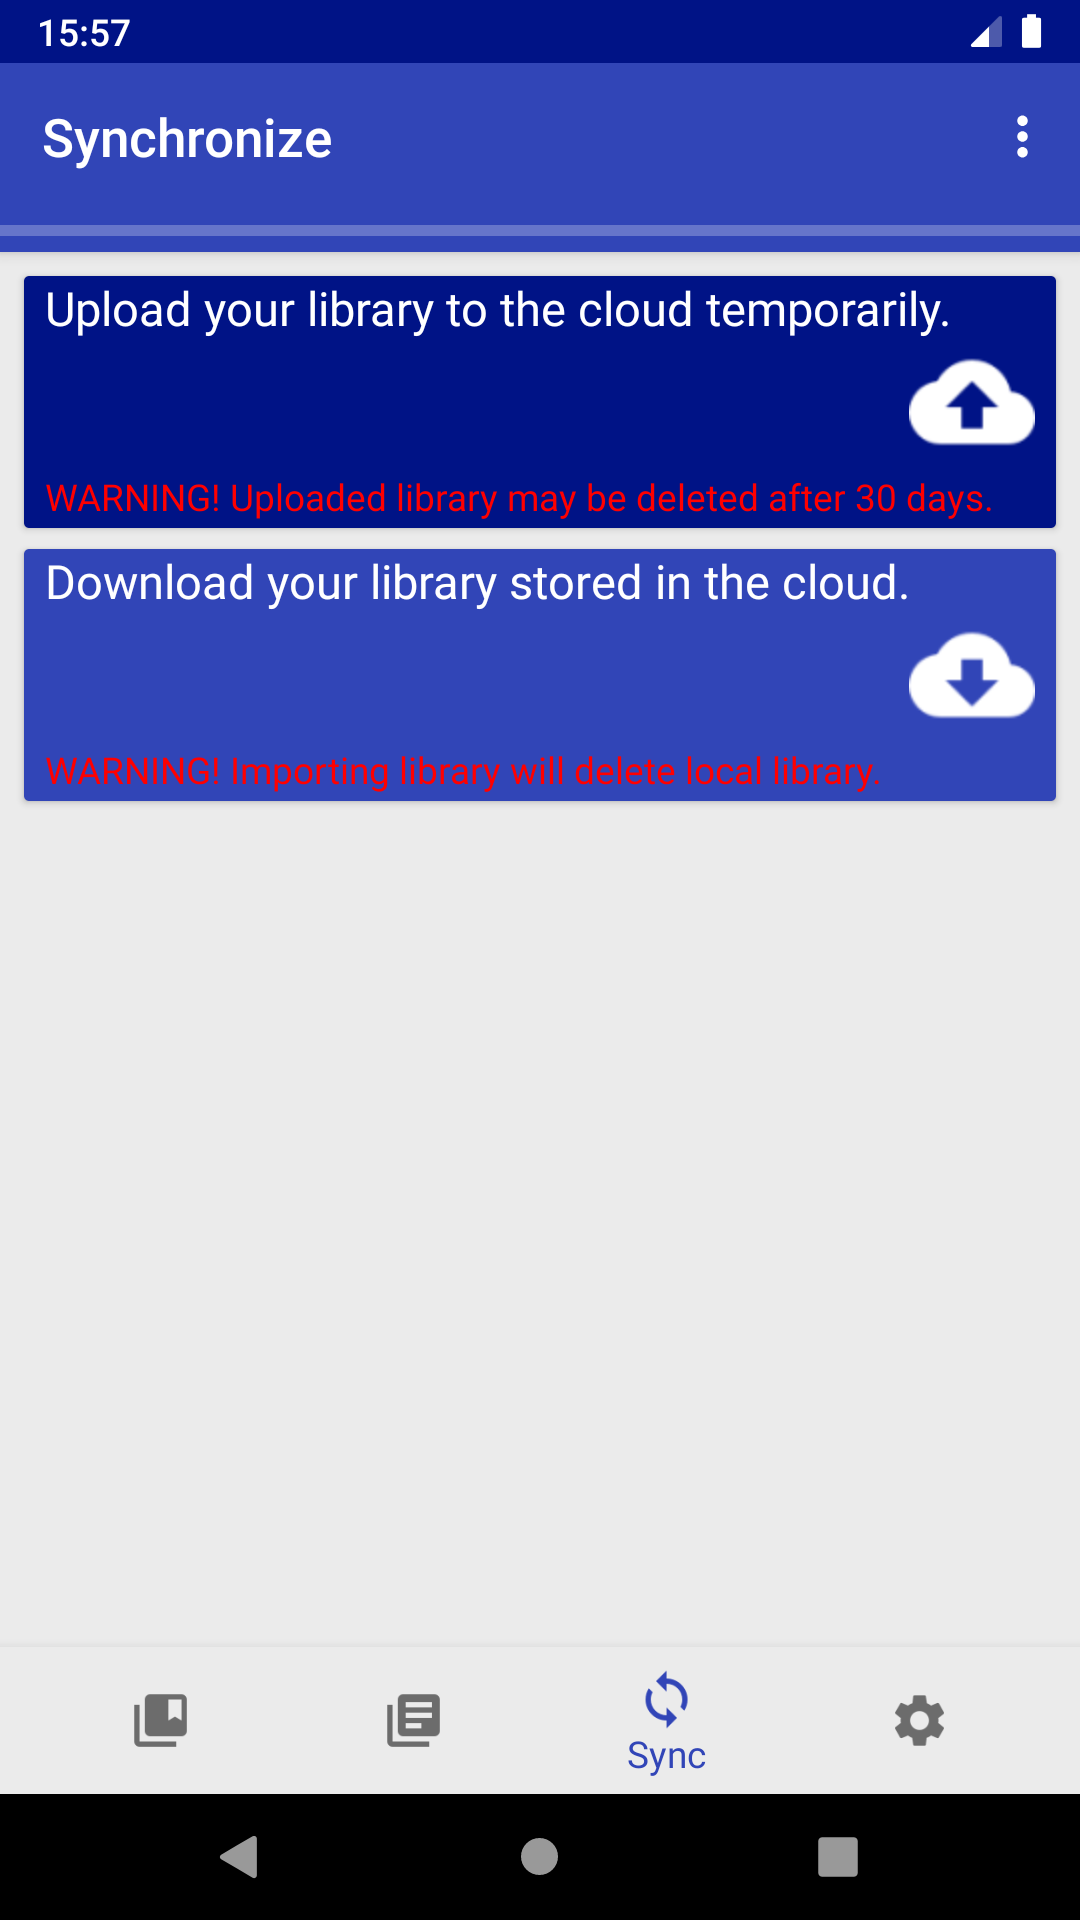 15:57
Synchronize
Upload your library to the cloud temporarily.
WARNING! Uploaded library may be deleted after 30 days.
Download your library stored in the cloud.
WARNING! Importing library will delete local library.
Sync